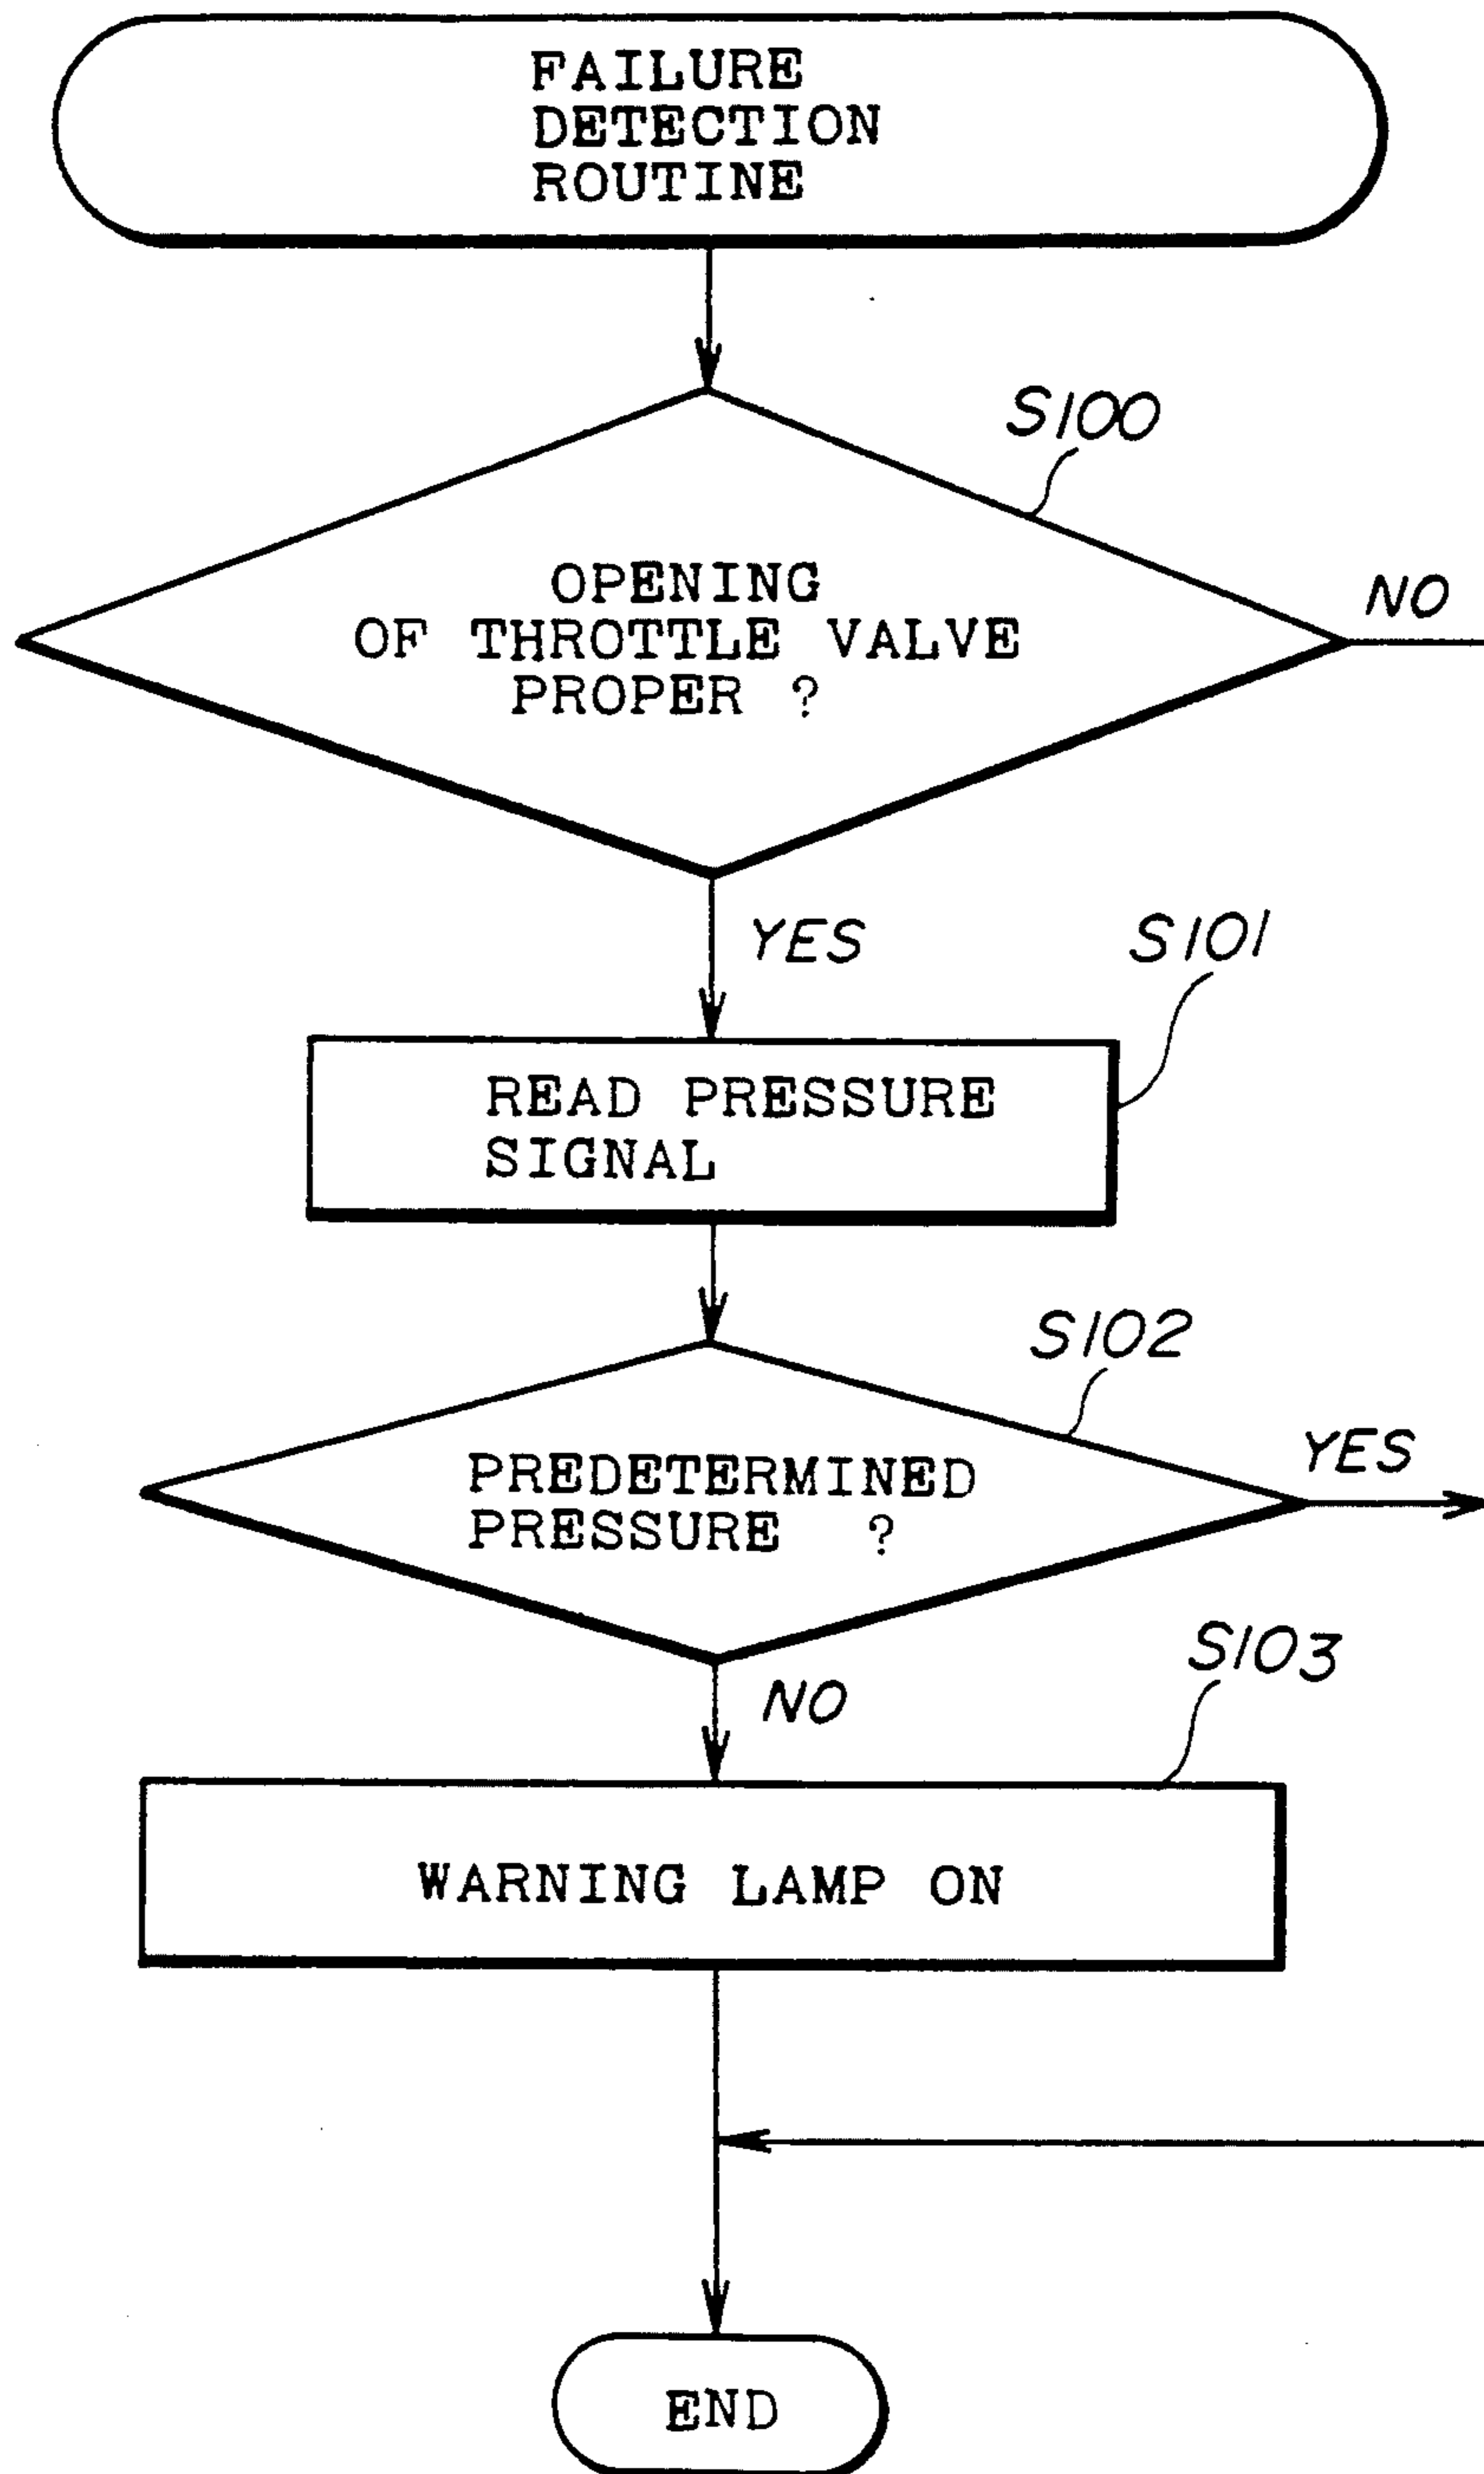 FAILURE
DETECTION
ROUTINE
S100
OPENING
OF THROTTLE VALVE
PROPER ?
NO
YES
S101
READ PRESSURE
SIGNAL
S102
PREDETERMINED
PRESSURE ?
YES
NO
S103
WARNING LAMP ON
END